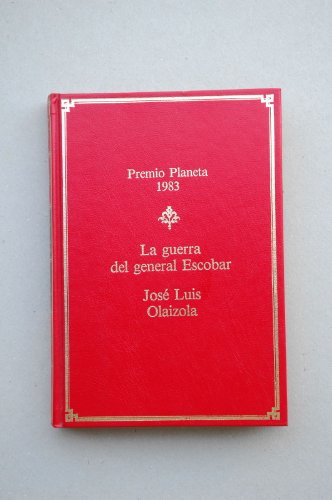 Premio Planeta
1983
La guerra
del general Escobar
José Luis
Olaizola